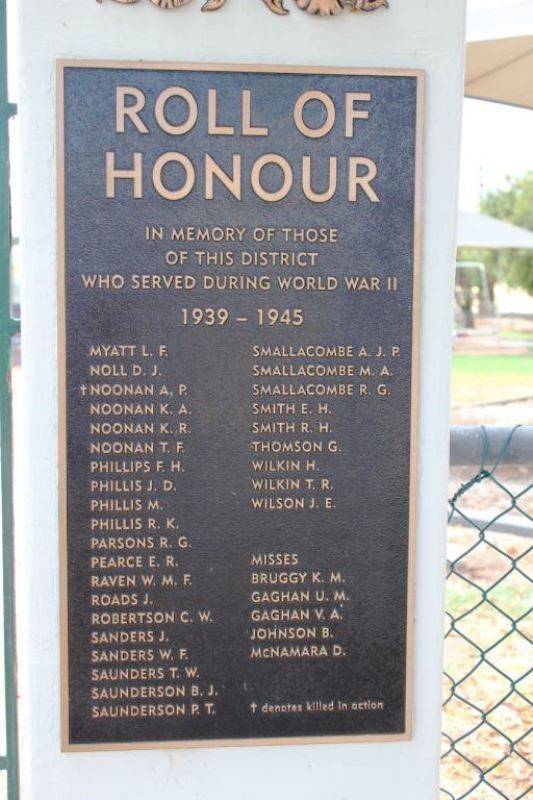 ROLL OF
HONOUR
IN MEMORY OF THOSE
OF THIS DISTRICT
WHO SERVED DURING WORLD WAR II
1939 – 1945
MYATT L. F.
NOLL D. J.
†NOONAN A. P.
NOONAN K. A.
NOONAN K. R.
NOONAN T. F.
PHILLIPS F. H.
PHILLIS J. D.
PHILLIS M.
PHILLIS R. K.
PARSONS R. G.
PEARCE E. R.
RAVEN W. M. F.
ROADS J.
ROBERTSON C. W.
SANDERS J.
SANDERS W. F.
SAUNDERS T. W.
SAUNDERSON B. J.
SAUNDERSON P. T.
SMALLACOMBE A. J. P.
SMALLACOMBE M. A.
SMALLACOMBE R. G.
SMITH E. H.
SMITH R. H.
THOMSON G.
WILKIN H.
WILKIN T. R.
WILSON J. E.
MISSES
BRUGGY K. M.
GAGHAN U. M.
GAGHAN V. A.
JOHNSON B.
McNAMARA D.
† denotes killed in action